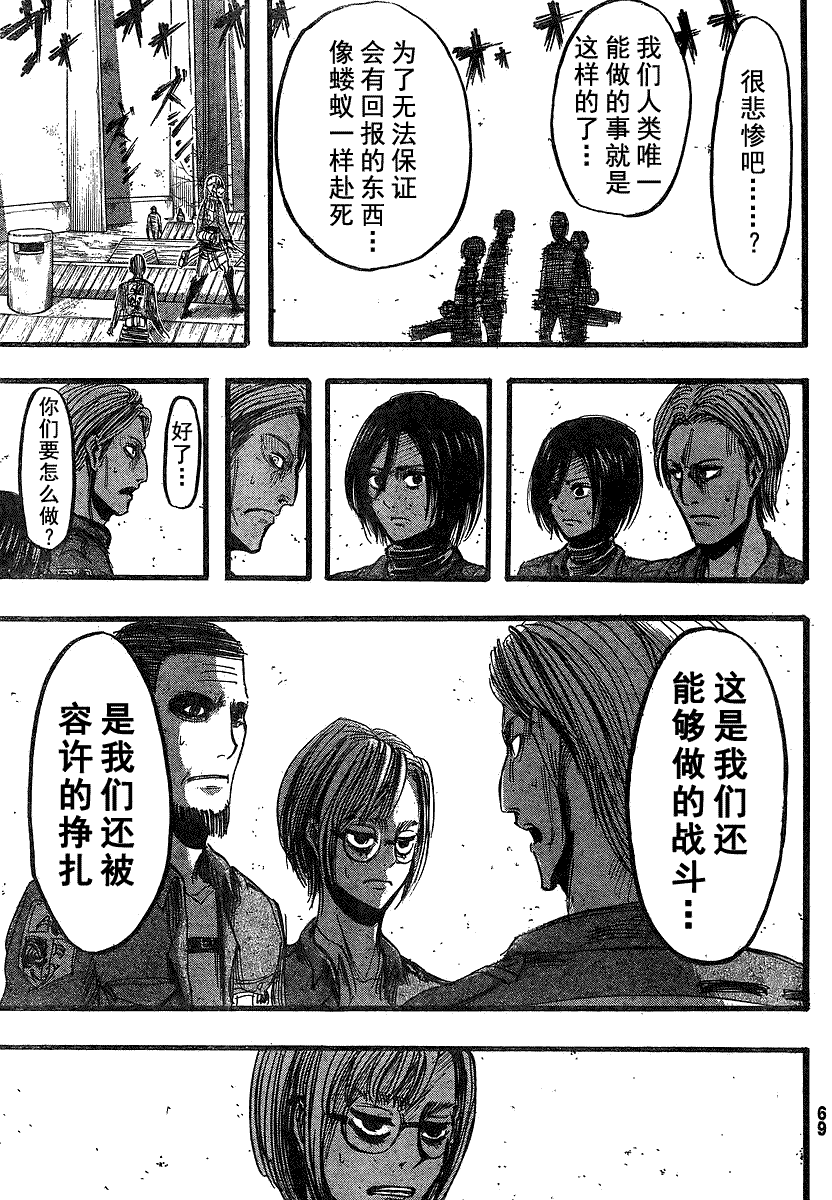 很悲惨吧……?
我们人类唯一
能做的事就是
这样的了…
为了无法保证
会有回报的东西…
像蝼蚁一样赴死
好了…
你们要怎么做?
这是我们还
能够做的战斗…
是我们还被
容许的挣扎
69